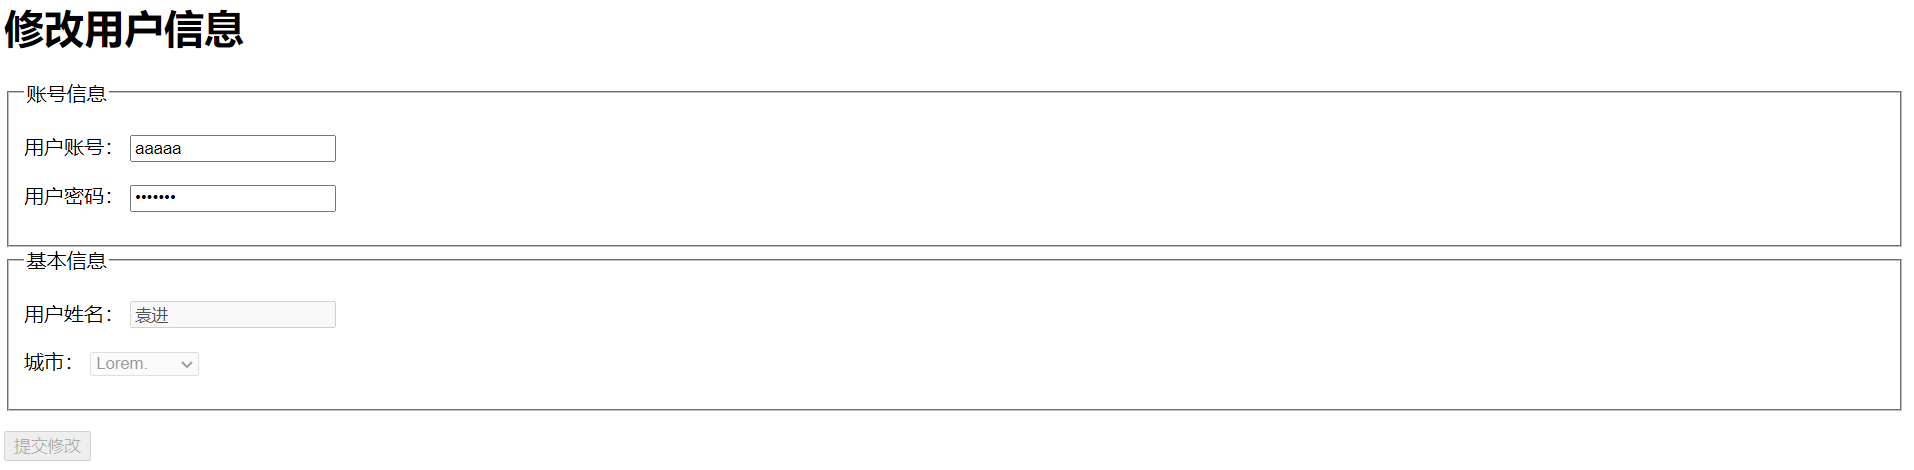 修改用户信息
账号信息
用户账号： aaaaa
用户密码： •••••••
基本信息
用户姓名： 袁进
城市： Lorem.
提交修改